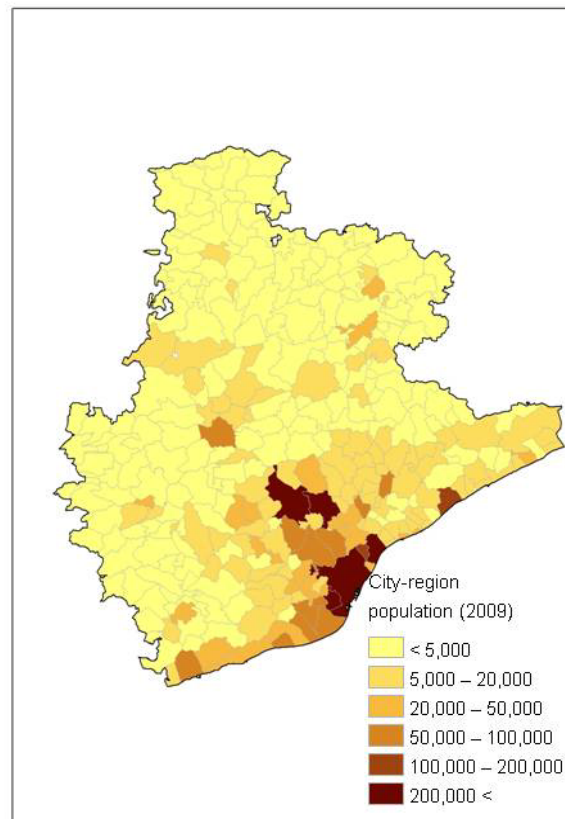 City-region
population (2009)
< 5,000
5,000 – 20,000
20,000 – 50,000
50,000 – 100,000
100,000 – 200,000
200,000 <